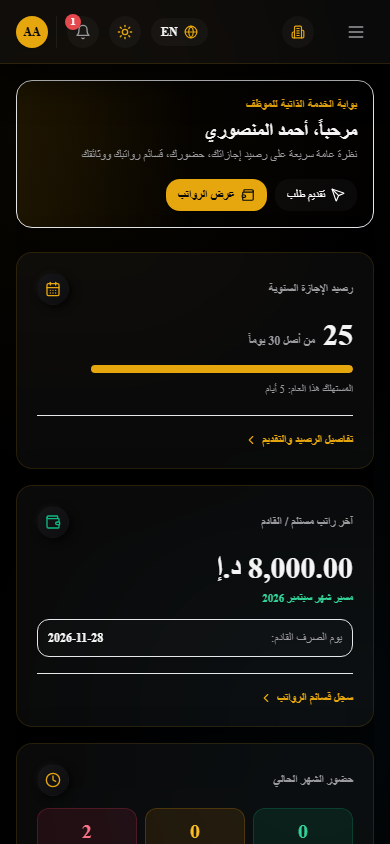 AA
1
EN
بوابة الخدمة الذاتية للموظف
مرحباً، أحمد المنصوري
نظرة عامة سريعة على رصيد إجازاتك، حضورك، قسائم رواتبك ووثائقك
تقديم طلب
عرض الرواتب
رصيد الإجازة السنوية
25 من أصل 30 يوماً
المستهلك هذا العام: 5 أيام
تفاصيل الرصيد والتقديم
آخر راتب مستلم / القادم
8,000.00 د.إ
مسير شهر سبتمبر 2026
يوم الصرف القادم:
2026-11-28
سجل قسائم الرواتب
حضور الشهر الحالي
0
0
2